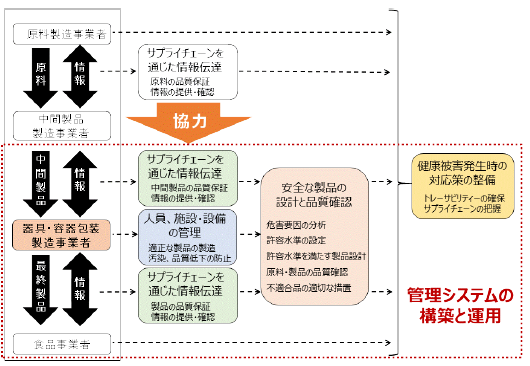 原料製造事業者
原料
情報
サプライチェーンを
通じた情報伝達
原料の品質保証
情報の提供・確認
中間製品
製造事業者
協力
中間製品
情報
サプライチェーンを
通じた情報伝達
中間製品の品質保証
情報の提供・確認
器具・容器包装
製造事業者
人員、施設・設備
の管理
適正な製品の製造
汚染、品質低下の防止
最終製品
情報
サプライチェーンを
通じた情報伝達
製品の品質保証
情報の提供・確認
食品事業者
安全な製品の
設計と品質確認
危害要因の分析
許容水準の設定
許容水準を満たす製品設計
原料・製品の品質確認
不適合品の適切な措置
健康被害発生時の
対応策の整備
トレーサビリティーの確保
サプライチェーンの把握
管理システムの
構築と運用